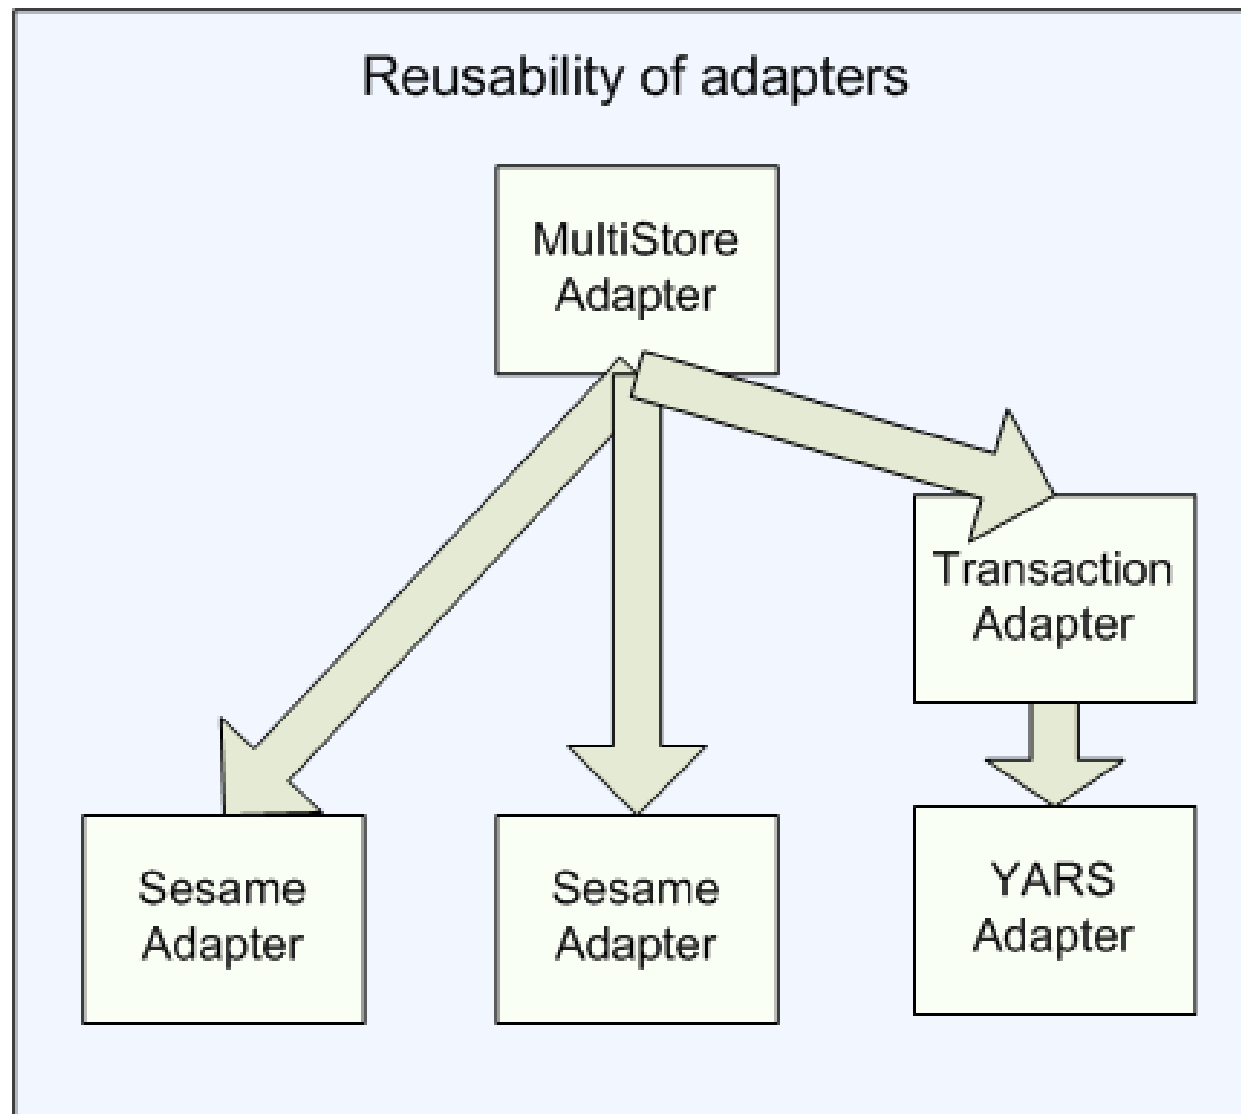 Reusability of adapters
MultiStore
Adapter
Transaction
Adapter
Sesame
Adapter
Sesame
Adapter
YARS
Adapter